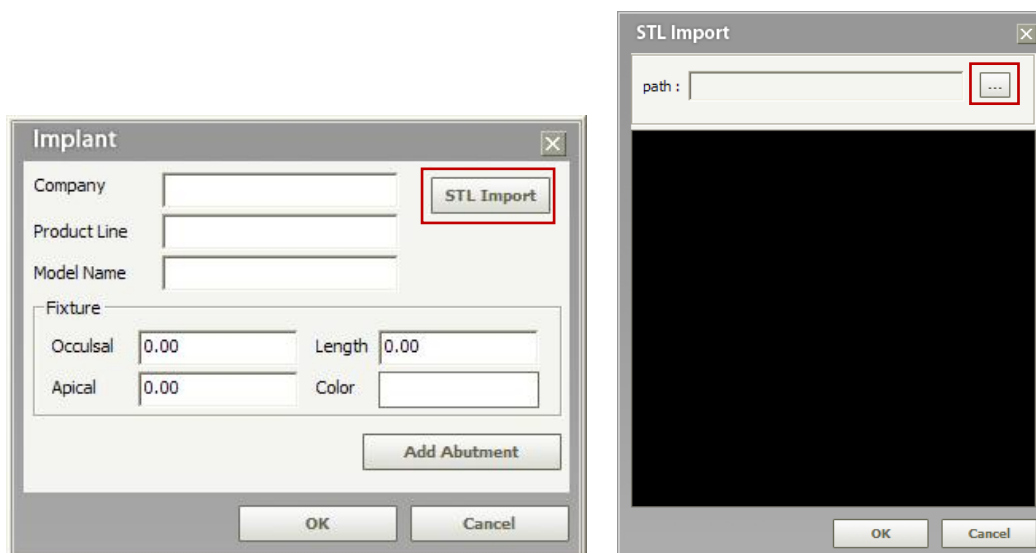 Implant
Company
STL Import
Product Line
Model Name
Fixture
Occulsal 0.00 Length 0.00
Apical 0.00 Color
Add Abutment
OK Cancel
STL Import
path : ...
OK Cancel